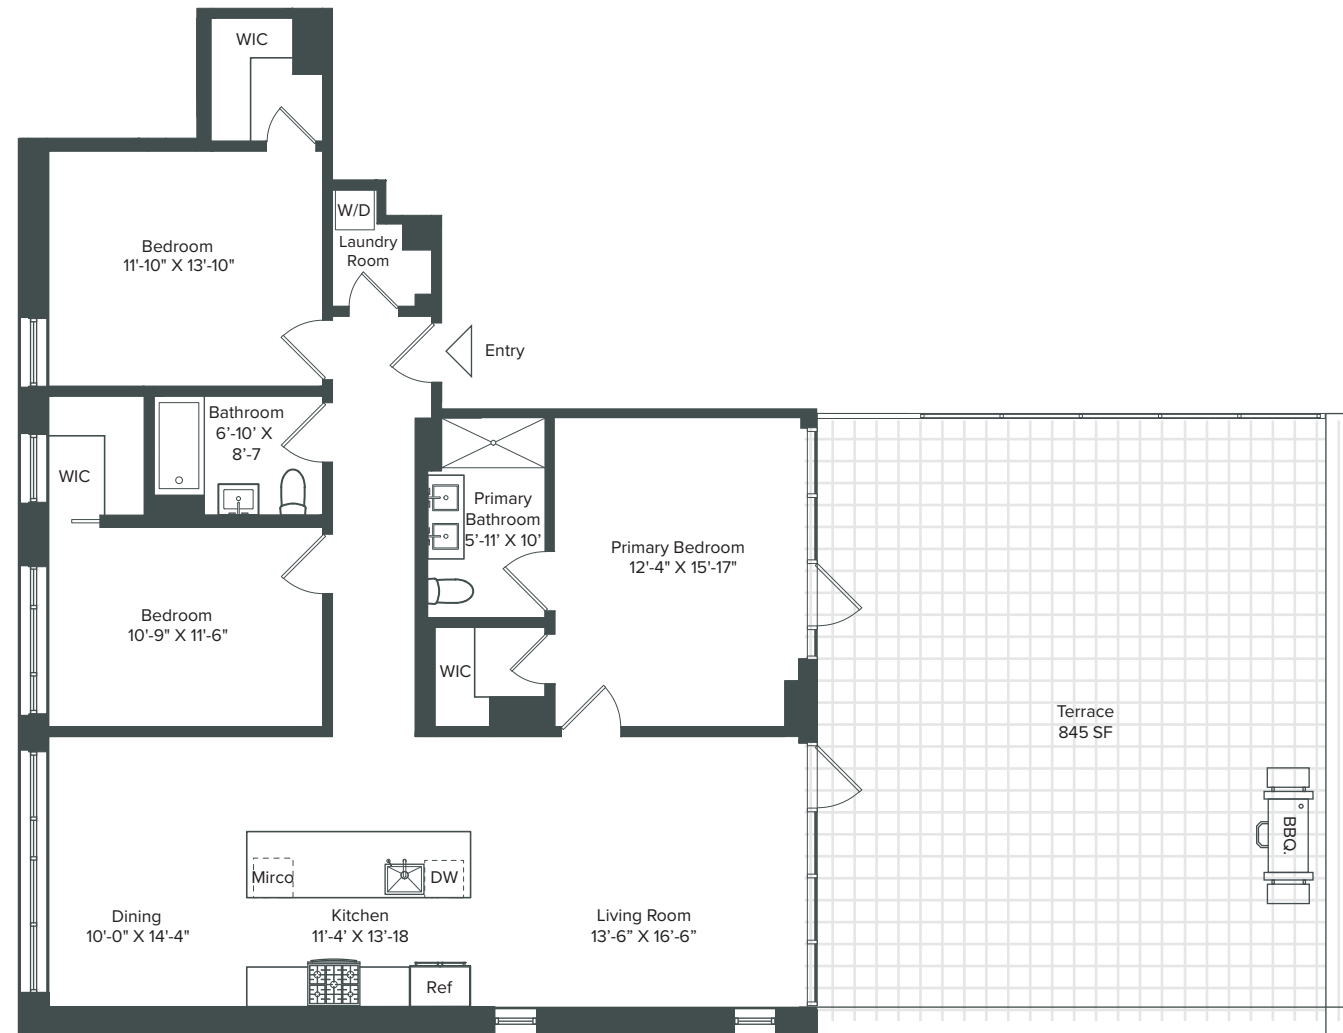 WIC
W/D
Laundry
Room
Bedroom
11'-10" X 13'-10"
Entry
Bathroom
6’-10’ X
8’-7
WIC
Primary
Bathroom
5’-11’ X 10’
Primary Bedroom
12'-4" X 15'-17"
Bedroom
10'-9" X 11'-6"
WIC
Terrace
845 SF
BBQ.
Mirco
DW
Dining
10'-0" X 14'-4"
Kitchen
11'-4’ X 13'-18
Living Room
13’-6” X 16’-6”
Ref